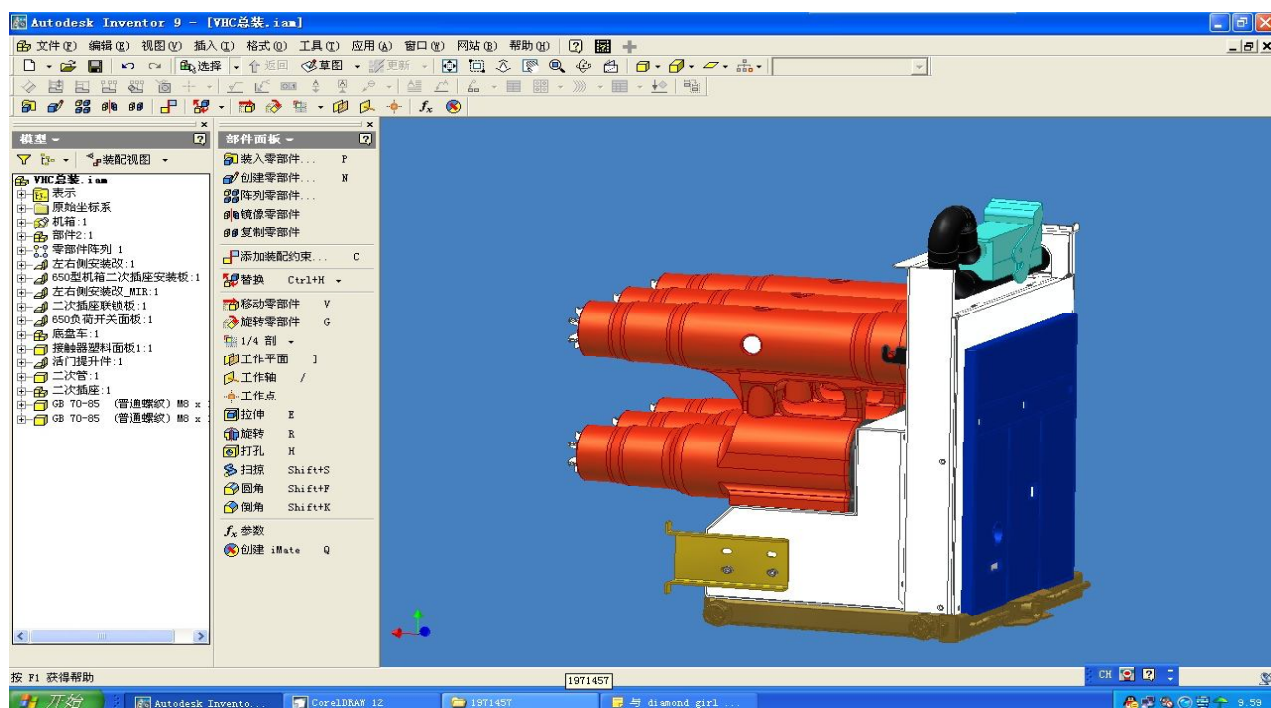 Autodesk Inventor 9 - [VHC总装.iam]
文件(F) 编辑(E) 视图(V) 插入(I) 格式(O) 工具(T) 应用(A) 窗口(W) 网站(B) 帮助(H)
选择 返回 草图 更新
模型 部件面板
装配视图
VHC总装.iam
表示
原始坐标系
机箱:1
部件2:1
零部件阵列 1
左右侧安装改:1
650型机箱二次插座安装板:1
左右侧安装改_MIR:1
二次插座联锁板:1
650负荷开关面板:1
底盘车:1
接触器塑料面板1:1
活门提升件:1
二次管:1
二次插座:1
GB 70-85 (普通螺纹) M8 x
GB 70-85 (普通螺纹) M8 x
装入零部件... P
创建零部件... N
阵列零部件...
镜像零部件
复制零部件
添加装配约束... C
替换 Ctrl+H
移动零部件 V
旋转零部件 G
1/4 剖
工作平面 ]
工作轴 /
工作点
拉伸 E
旋转 R
打孔 H
扫掠 Shift+S
圆角 Shift+F
倒角 Shift+K
fx 参数
创建 iMate Q
按 F1 获得帮助
1971457
CH
开始 Autodesk Invento... CorelDRAW 12 1971457 与 diamond girl ... 9:59